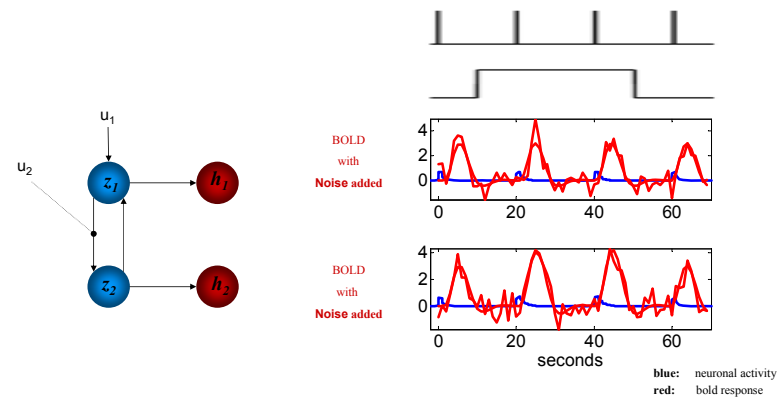 u1
u2
z1
h1
z2
h2
BOLD
with
Noise added
4
2
0
0 20 40 60
BOLD
with
Noise added
4
2
0
0 20 40 60
seconds
blue: neuronal activity
red: bold response